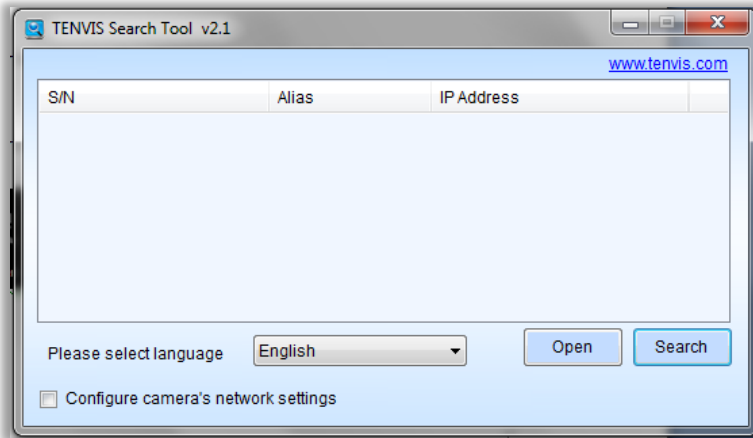 TENVIS Search Tool v2.1
www.tenvis.com
S/N Alias IP Address
Please select language English Open Search
Configure camera's network settings